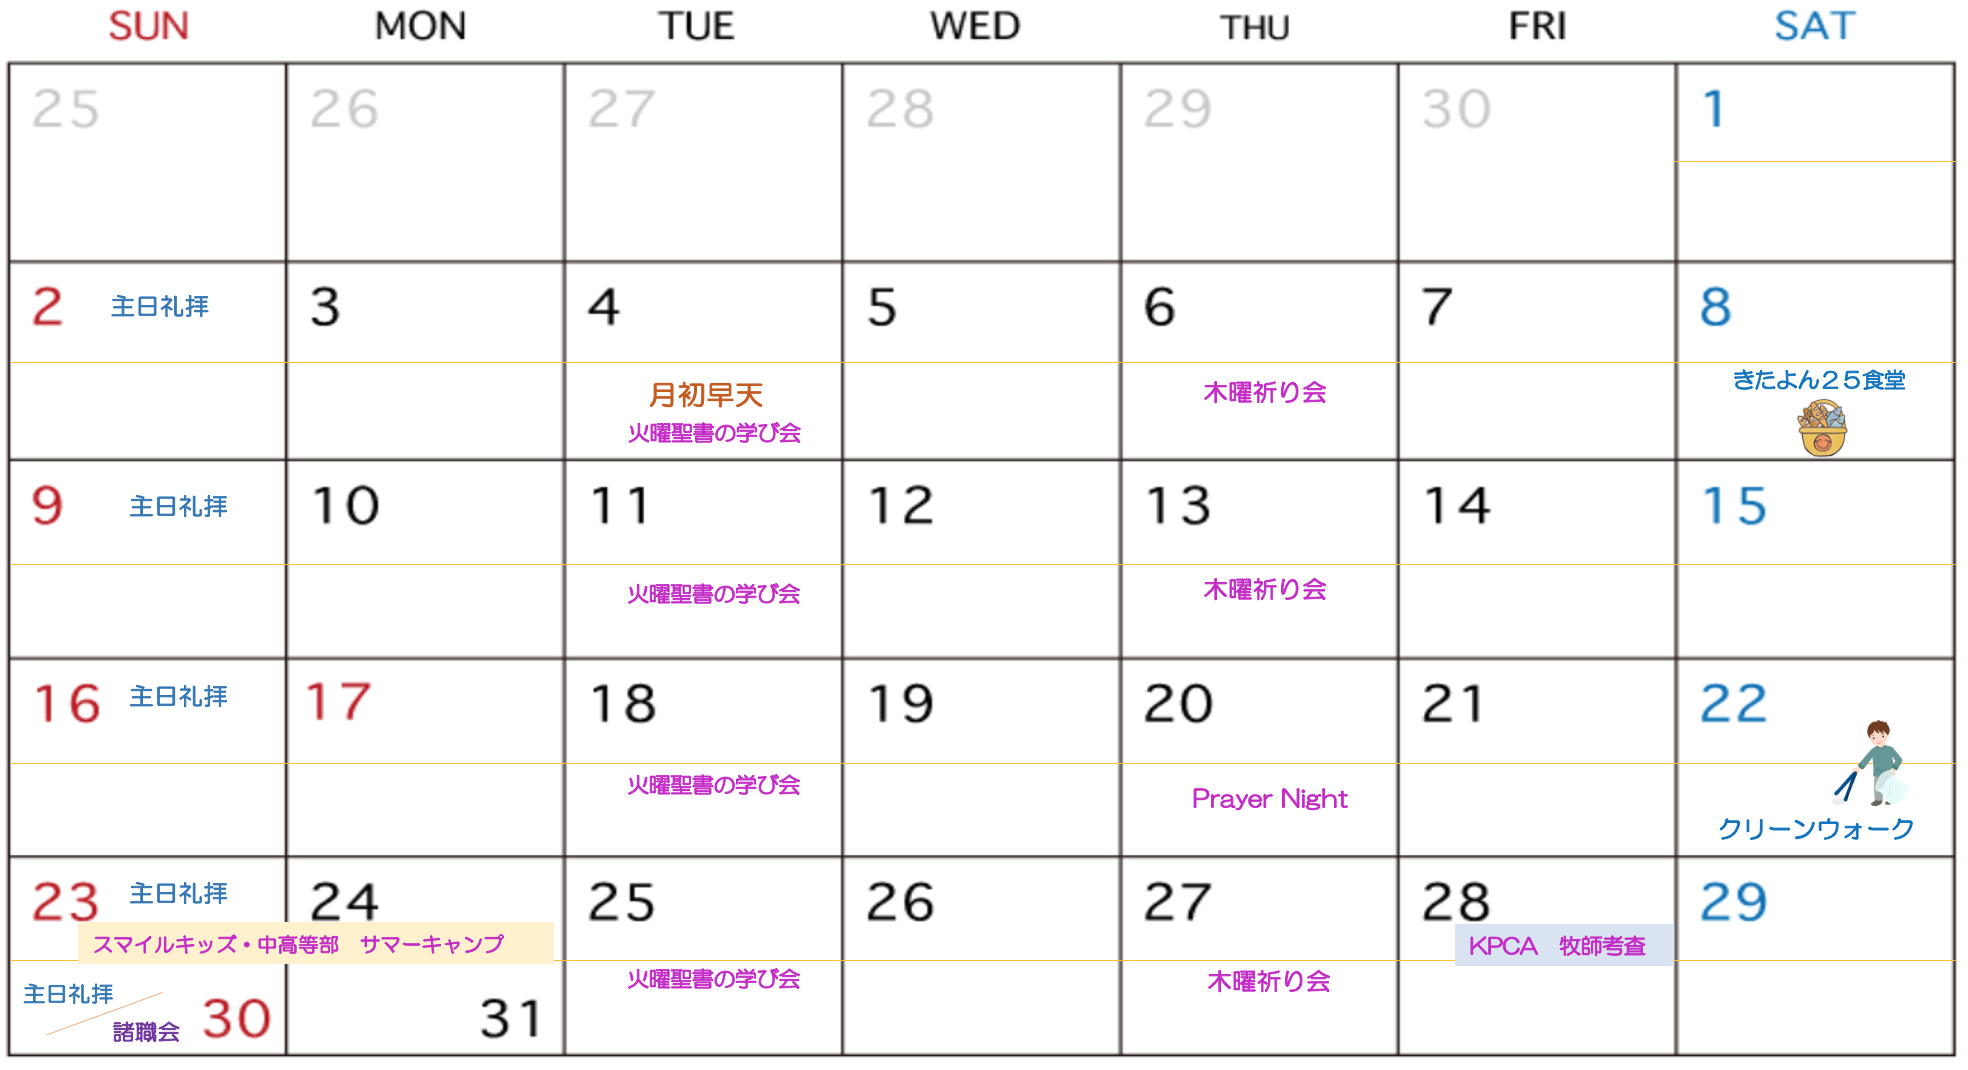 SUN MON TUE WED THU FRI SAT
25 26 27 28 29 30 1
2 主日礼拝 3 4 5 6 7 8
月初早天 木曜祈り会 きたよん２５食堂
火曜聖書の学び会
9 主日礼拝 10 11 12 13 14 15
火曜聖書の学び会 木曜祈り会
16 主日礼拝 17 18 19 20 21 22
火曜聖書の学び会 Prayer Night
クリーンウォーク
23 主日礼拝 24 25 26 27 28 29
スマイルキッズ・中高等部　サマーキャンプ KPCA　牧師考査
火曜聖書の学び会 木曜祈り会
主日礼拝
諸職会 30 31